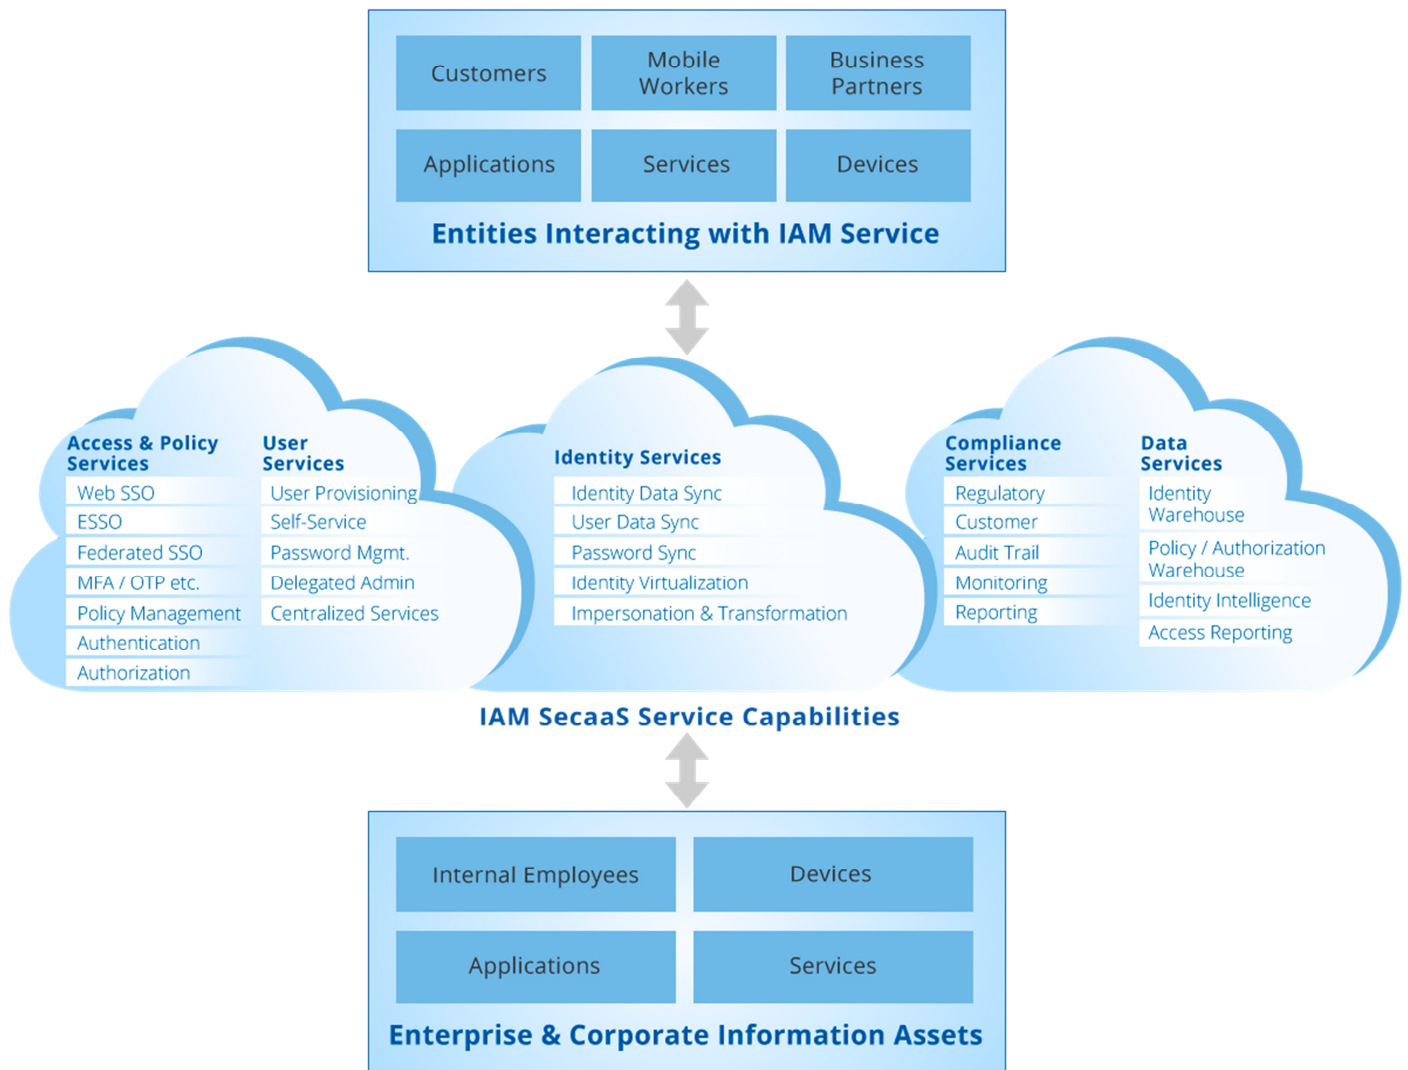 Customers
Mobile
Workers
Business
Partners
Applications
Services
Devices
Entities Interacting with IAM Service
Access & Policy
Services
Web SSO
ESSO
Federated SSO
MFA / OTP etc.
Policy Management
Authentication
Authorization
User
Services
User Provisioning
Self-Service
Password Mgmt.
Delegated Admin
Centralized Services
Identity Services
Identity Data Sync
User Data Sync
Password Sync
Identity Virtualization
Impersonation & Transformation
Compliance
Services
Regulatory
Customer
Audit Trail
Monitoring
Reporting
Data
Services
Identity
Warehouse
Policy / Authorization
Warehouse
Identity Intelligence
Access Reporting
IAM SecaaS Service Capabilities
Internal Employees
Devices
Applications
Services
Enterprise & Corporate Information Assets